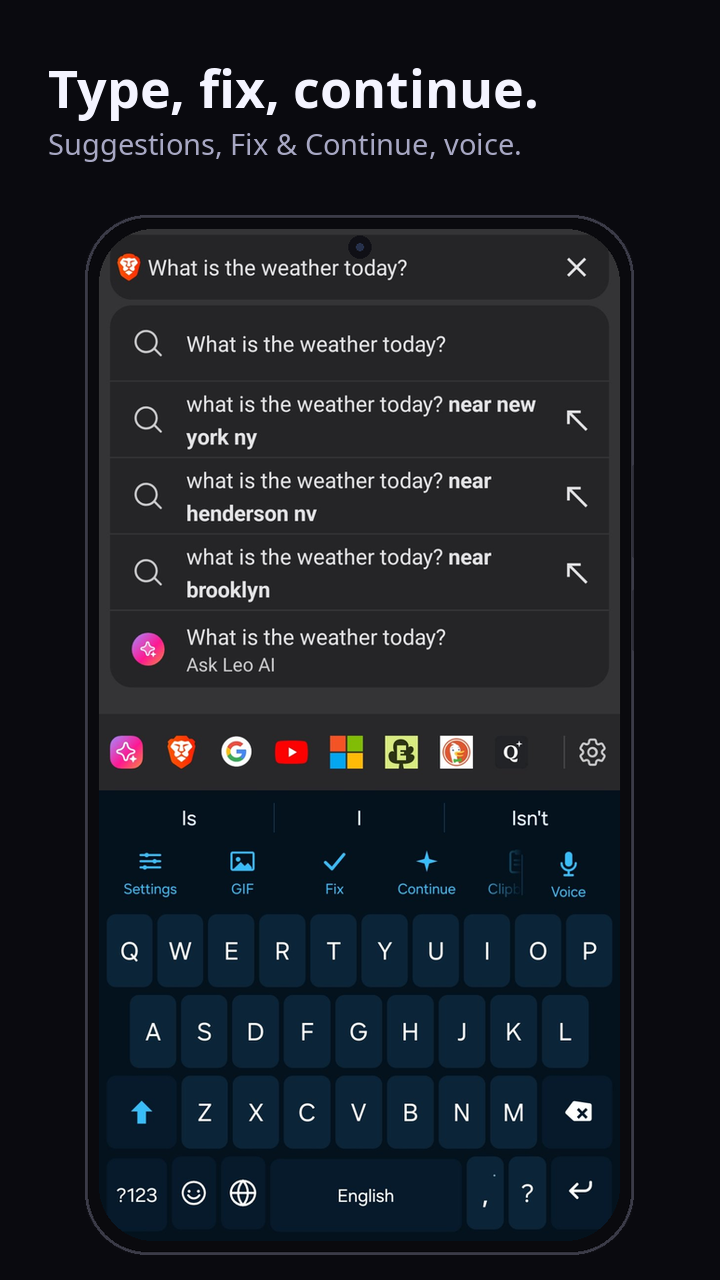 Type, fix, continue.
Suggestions, Fix & Continue, voice.
What is the weather today?
What is the weather today?
what is the weather today? near new
york ny
what is the weather today? near
henderson nv
what is the weather today? near
brooklyn
What is the weather today?
Ask Leo AI
Is I Isn't
Settings GIF Fix Continue Voice
Q W E R T Y U I O P
A S D F G H J K L
Z X C V B N M
?123 English , ?